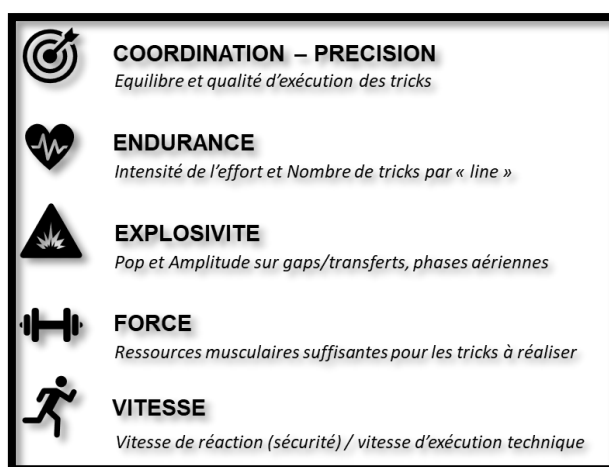 COORDINATION – PRECISION
Equilibre et qualité d’exécution des tricks
ENDURANCE
Intensité de l’effort et Nombre de tricks par « line »
EXPLOSIVITE
Pop et Amplitude sur gaps/transferts, phases aériennes
FORCE
Ressources musculaires suffisantes pour les tricks à réaliser
VITESSE
Vitesse de réaction (sécurité) / vitesse d’exécution technique